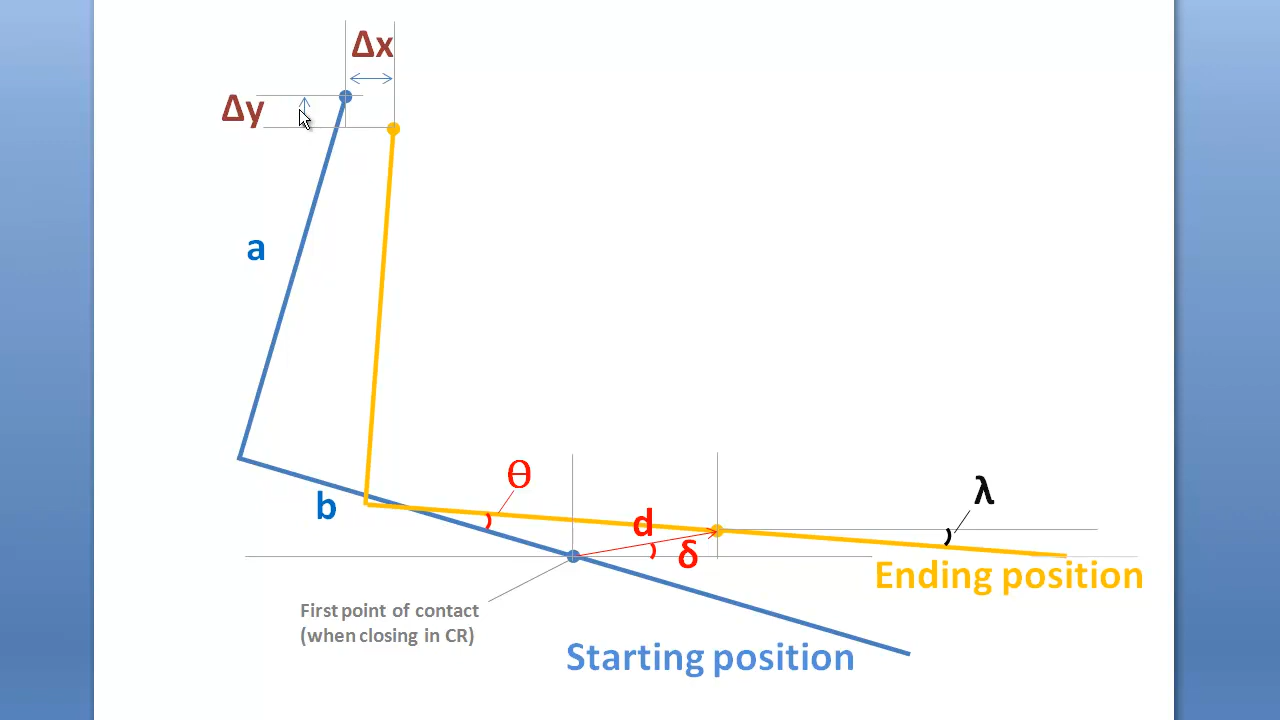 Δx
Δy
a
b
Θ
d
δ
λ
Ending position
First point of contact
(when closing in CR)
Starting position